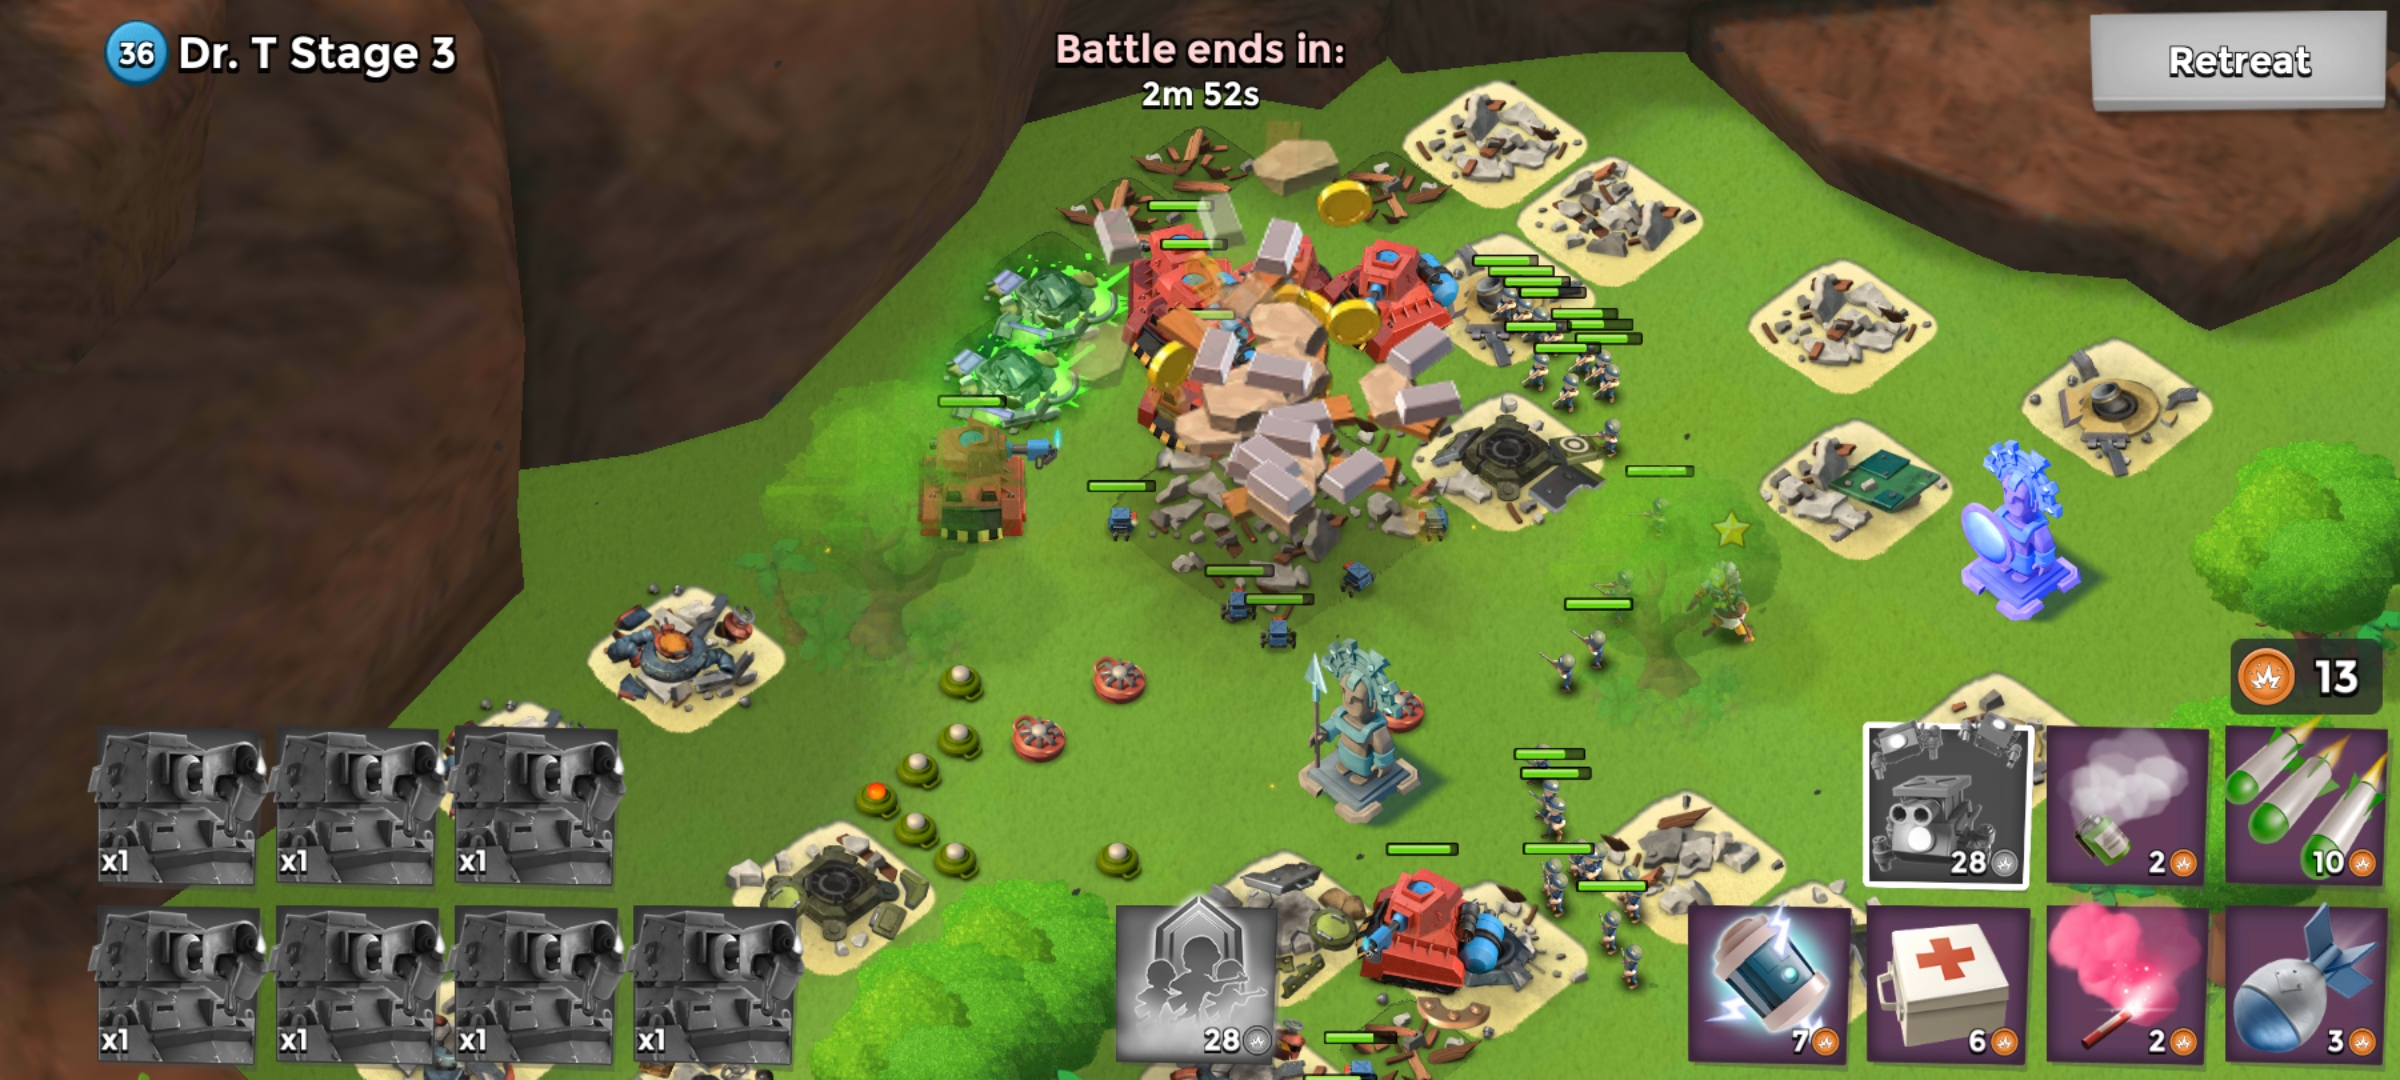 36 Dr. T Stage 3
Battle ends in:
2m 52s
Retreat
13
x1 x1 x1
28 2 10
x1 x1 x1 x1
28 7 6 2 3